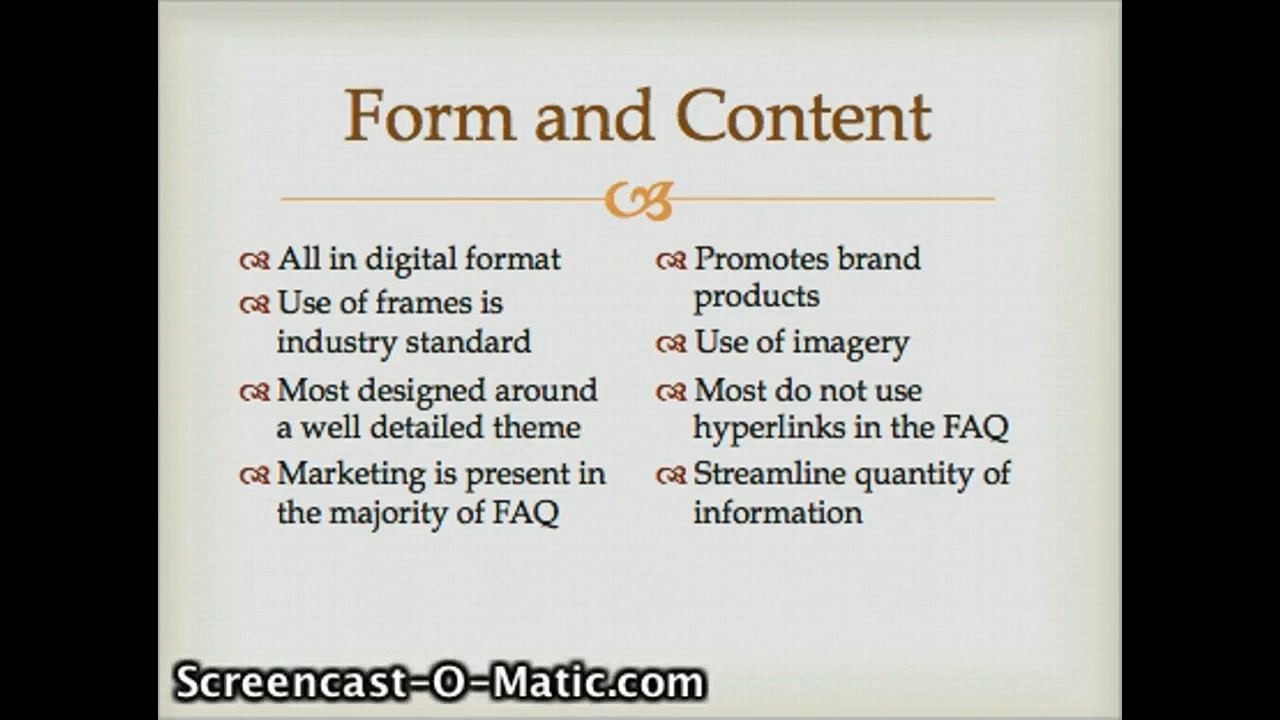 Form and Content
All in digital format
Use of frames is
industry standard
Most designed around
a well detailed theme
Marketing is present in
the majority of FAQ
Promotes brand
products
Use of imagery
Most do not use
hyperlinks in the FAQ
Streamline quantity of
information
Screencast-O-Matic.com